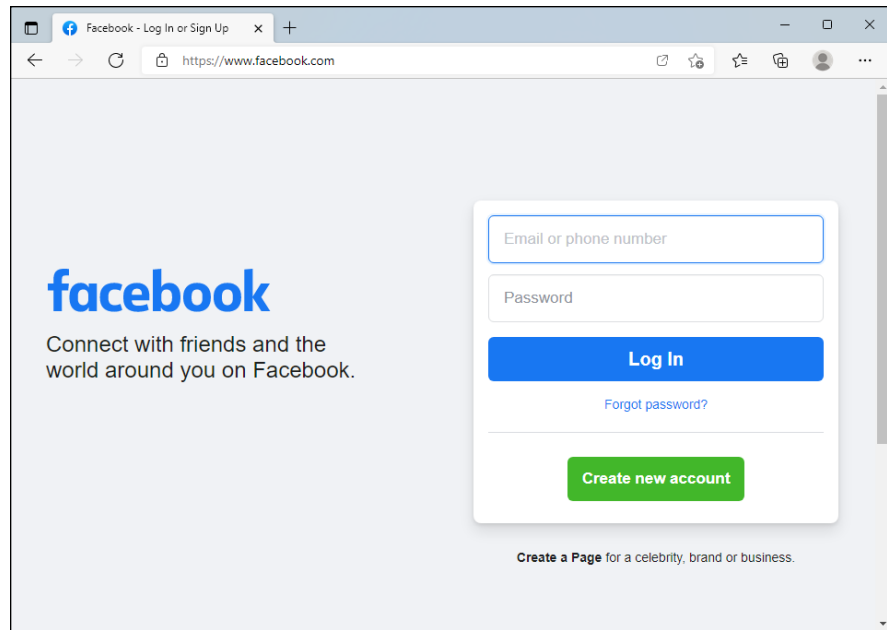 Facebook - Log In or Sign Up
https://www.facebook.com
facebook
Connect with friends and the
world around you on Facebook.
Email or phone number
Password
Log In
Forgot password?
Create new account
Create a Page for a celebrity, brand or business.